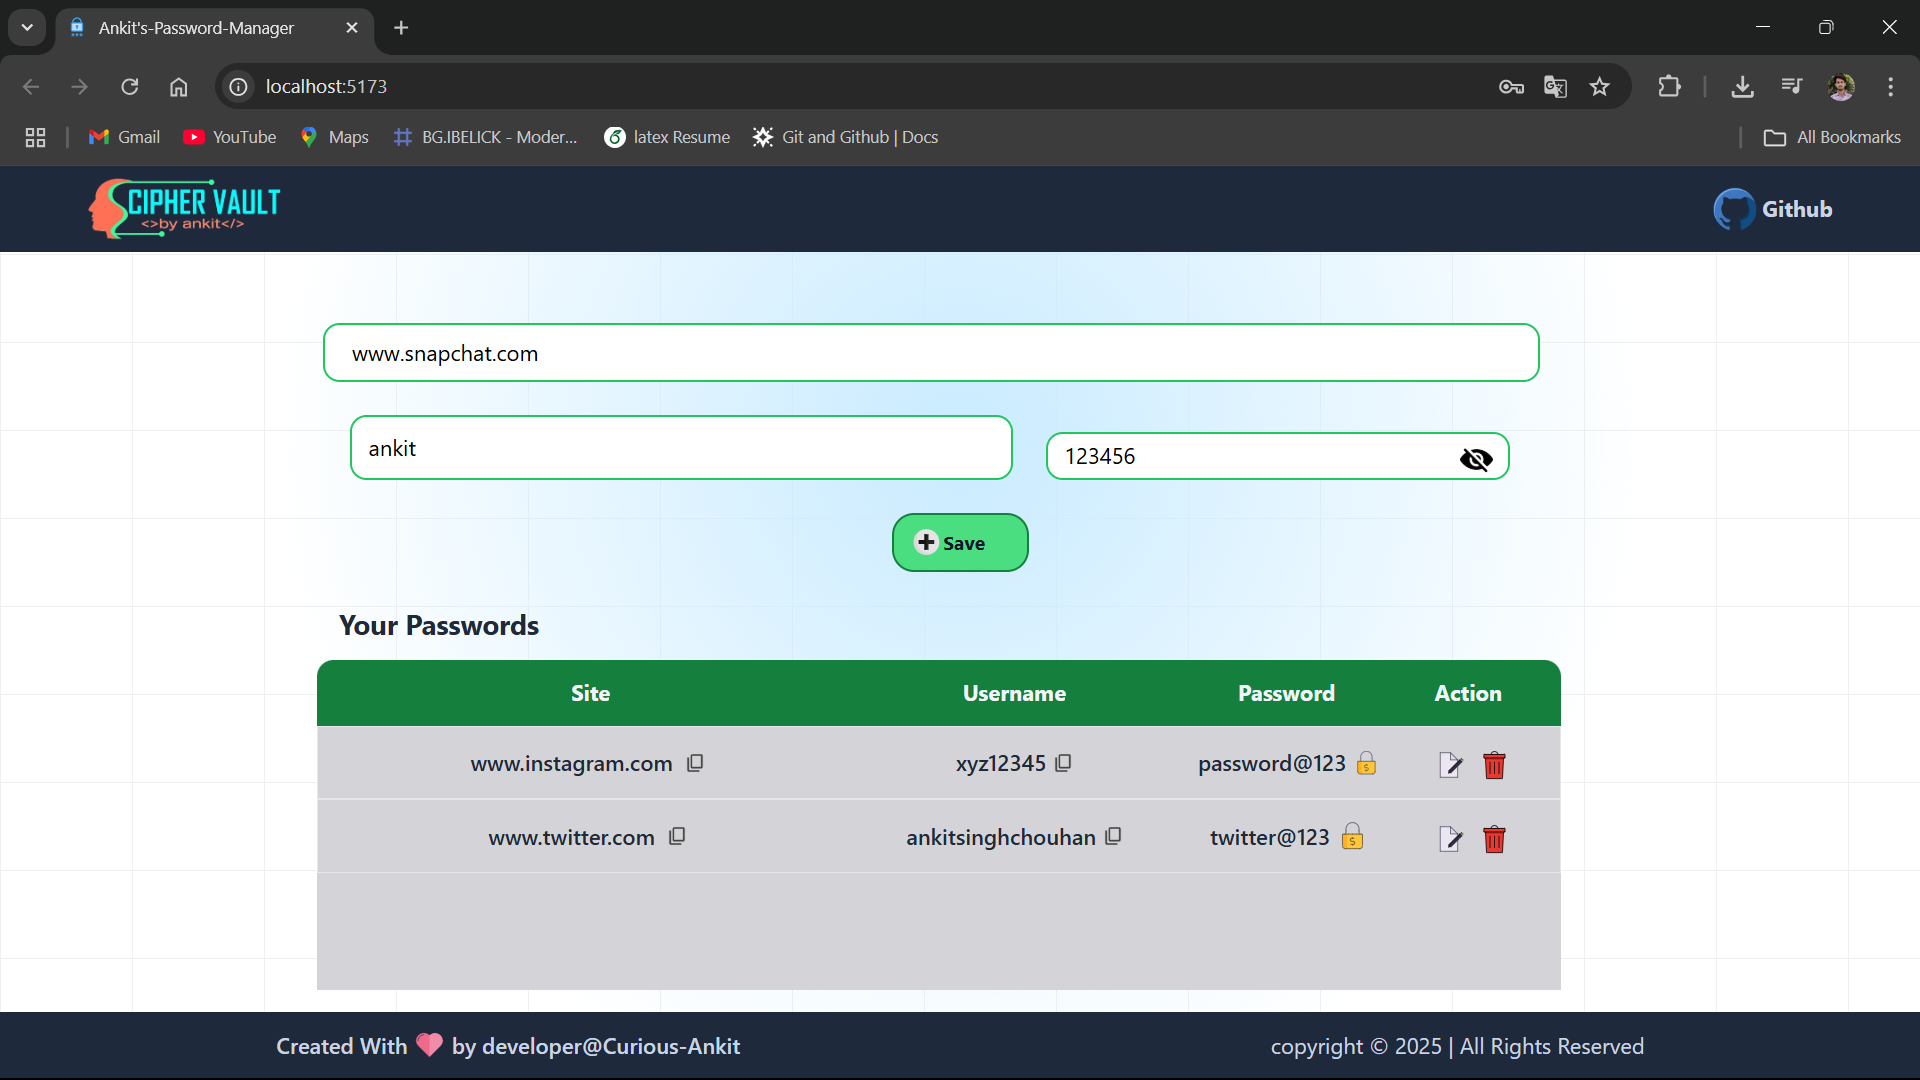 Ankit's-Password-Manager
localhost:5173
Gmail YouTube Maps BG.IBELICK - Moder... latex Resume Git and Github | Docs All Bookmarks
CIPHER VAULT
<>by ankit</>
Github
www.snapchat.com
ankit 123456
Save
Your Passwords
Site Username Password Action
www.instagram.com xyz12345 password@123
www.twitter.com ankitsinghchouhan twitter@123
Created With by developer@Curious-Ankit copyright © 2025 | All Rights Reserved